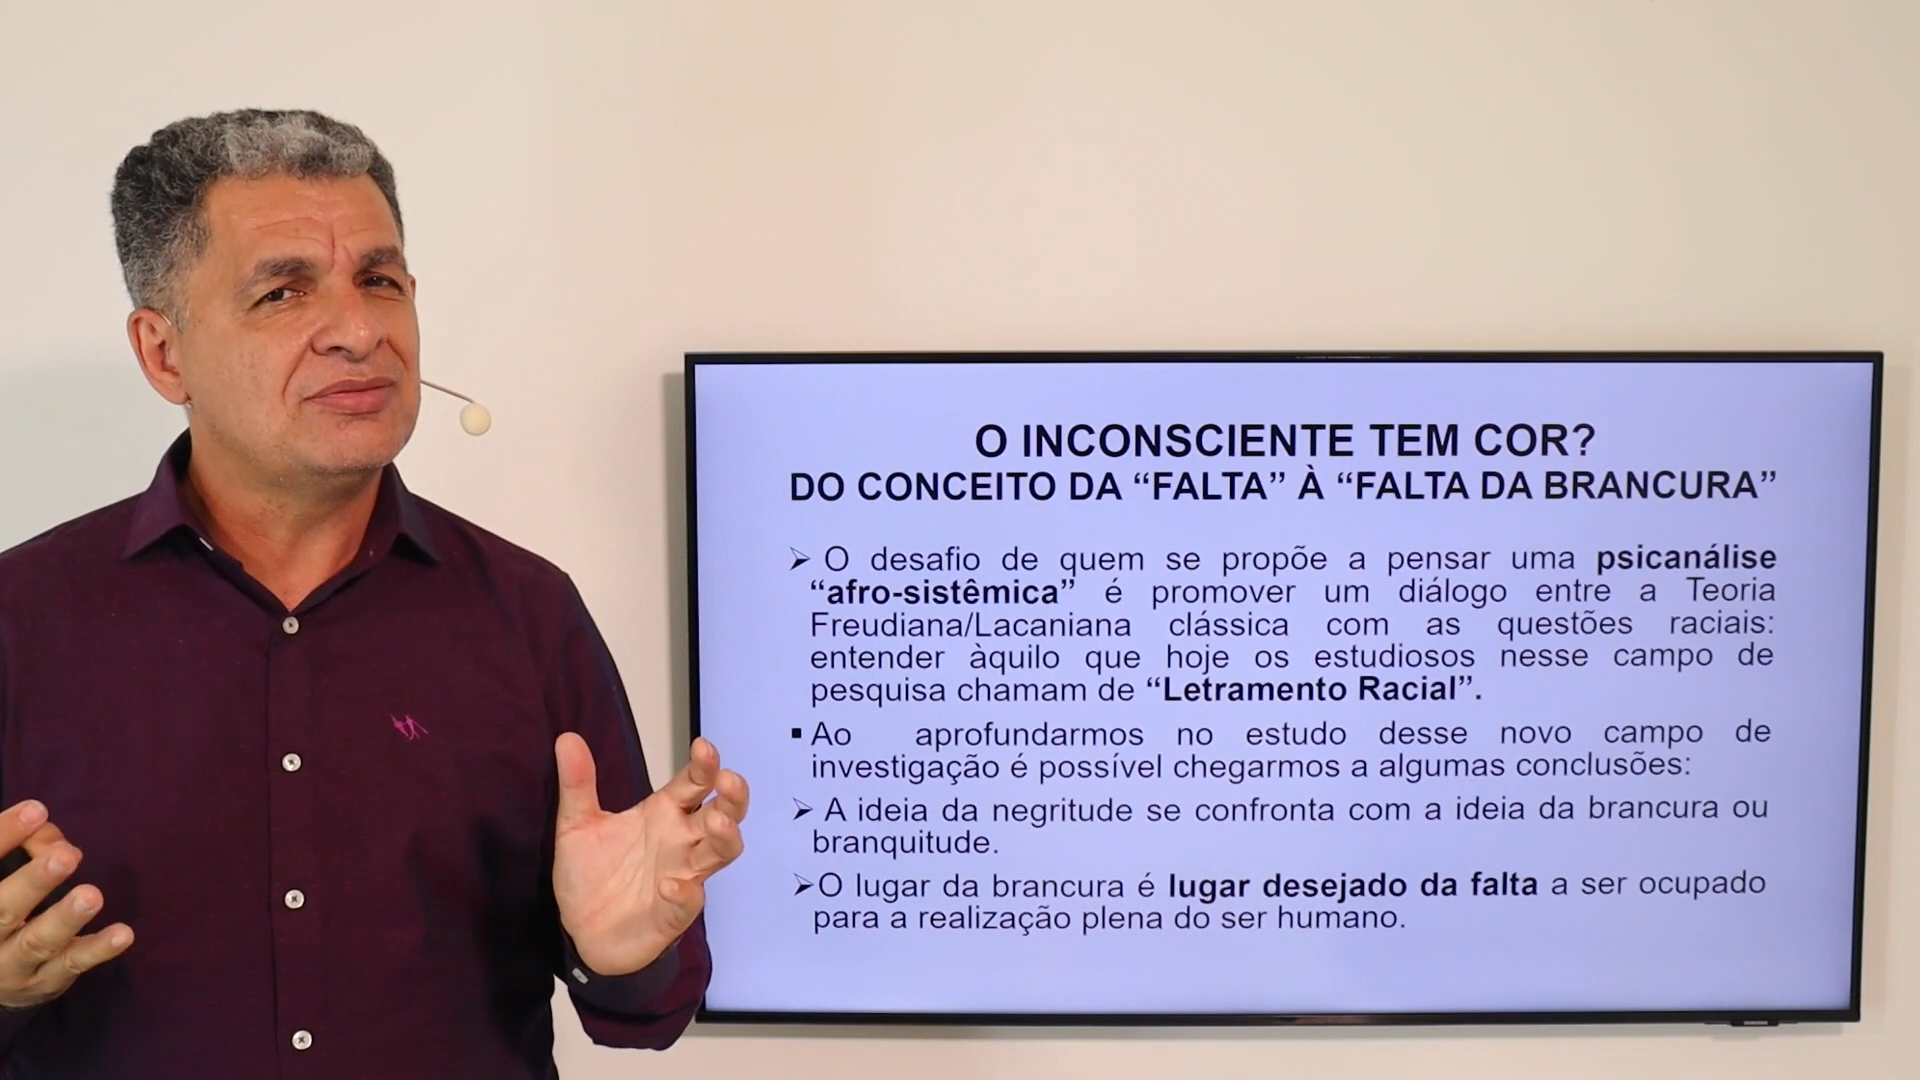 O INCONSCIENTE TEM COR?
DO CONCEITO DA “FALTA” À “FALTA DA BRANCURA”
➢ O desafio de quem se propõe a pensar uma psicanálise
“afro-sistêmica” é promover um diálogo entre a Teoria
Freudiana/Lacaniana clássica com as questões raciais:
entender àquilo que hoje os estudiosos nesse campo de
pesquisa chamam de “Letramento Racial”.
▪ Ao aprofundarmos no estudo desse novo campo de
investigação é possível chegarmos a algumas conclusões:
➢ A ideia da negritude se confronta com a ideia da brancura ou
branquitude.
➢ O lugar da brancura é lugar desejado da falta a ser ocupado
para a realização plena do ser humano.